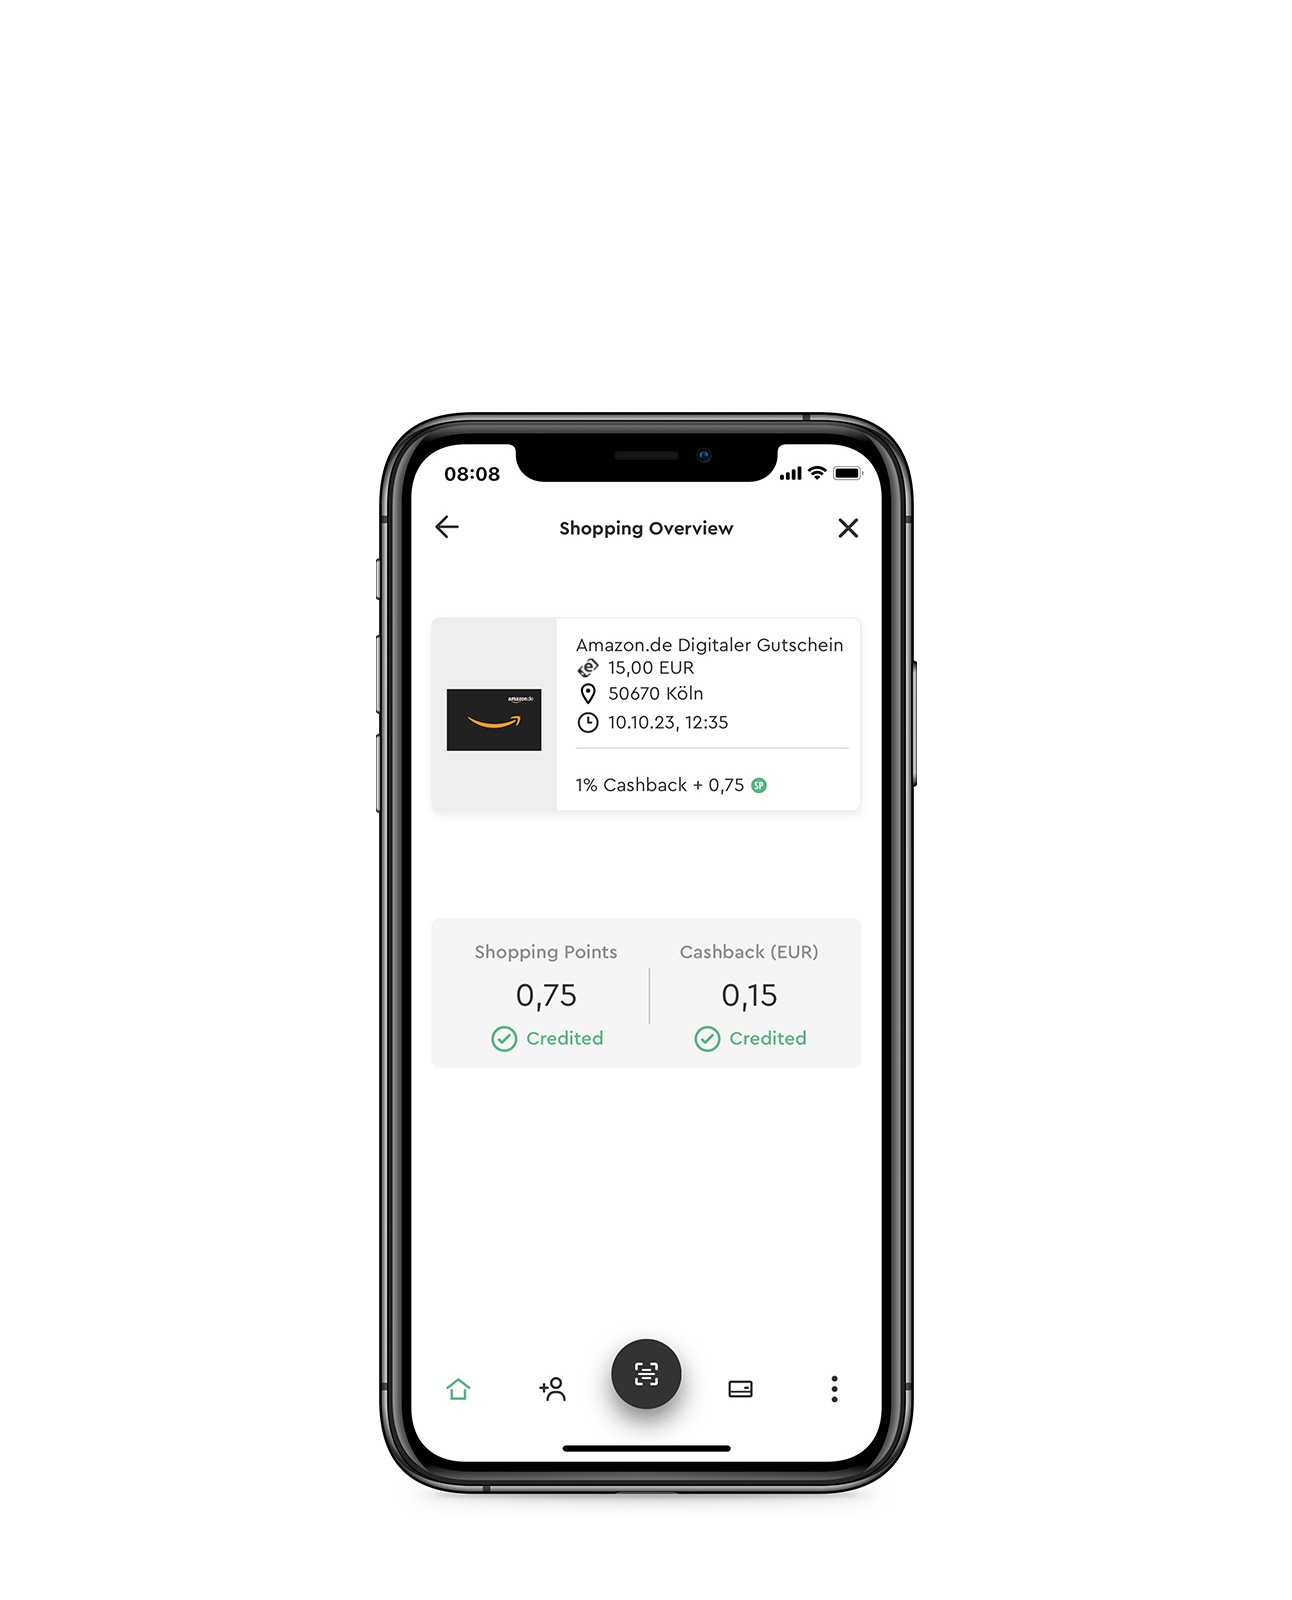 08:08
Shopping Overview
Amazon.de Digitaler Gutschein
amazon.de
15,00 EUR
50670 Köln
10.10.23, 12:35
1% Cashback + 0,75 SP
Shopping Points
Cashback (EUR)
0,75
0,15
Credited
Credited